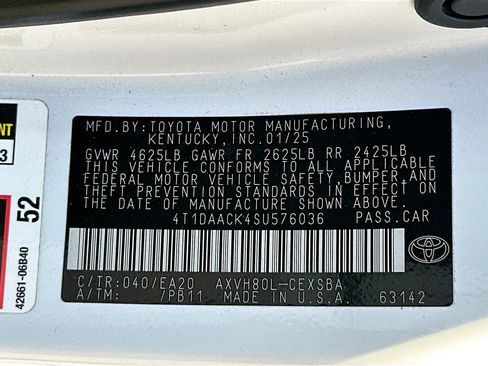 MFD. BY: TOYOTA MOTOR MANUFACTURING,
KENTUCKY, INC.01/25
GVWR 4625LB GAWR FR 2625LB RR 2425LB
THIS VEHICLE CONFORMS TO ALL APPLICABLE
FEDERAL MOTOR VEHICLE SAFETY, BUMPER, AND
THEFT PREVENTION STANDARDS IN EFFECT† ON
THE DATE OF MANUFACTURE SHOWN ABOVE.
4T1DAACK4SU576036 PASS.CAR
C/TR:040/EA20 AXVH80L-CEXSBA
A/TM: /PB11 MADE IN U.S.A. 63142
3
52
42661-06B40